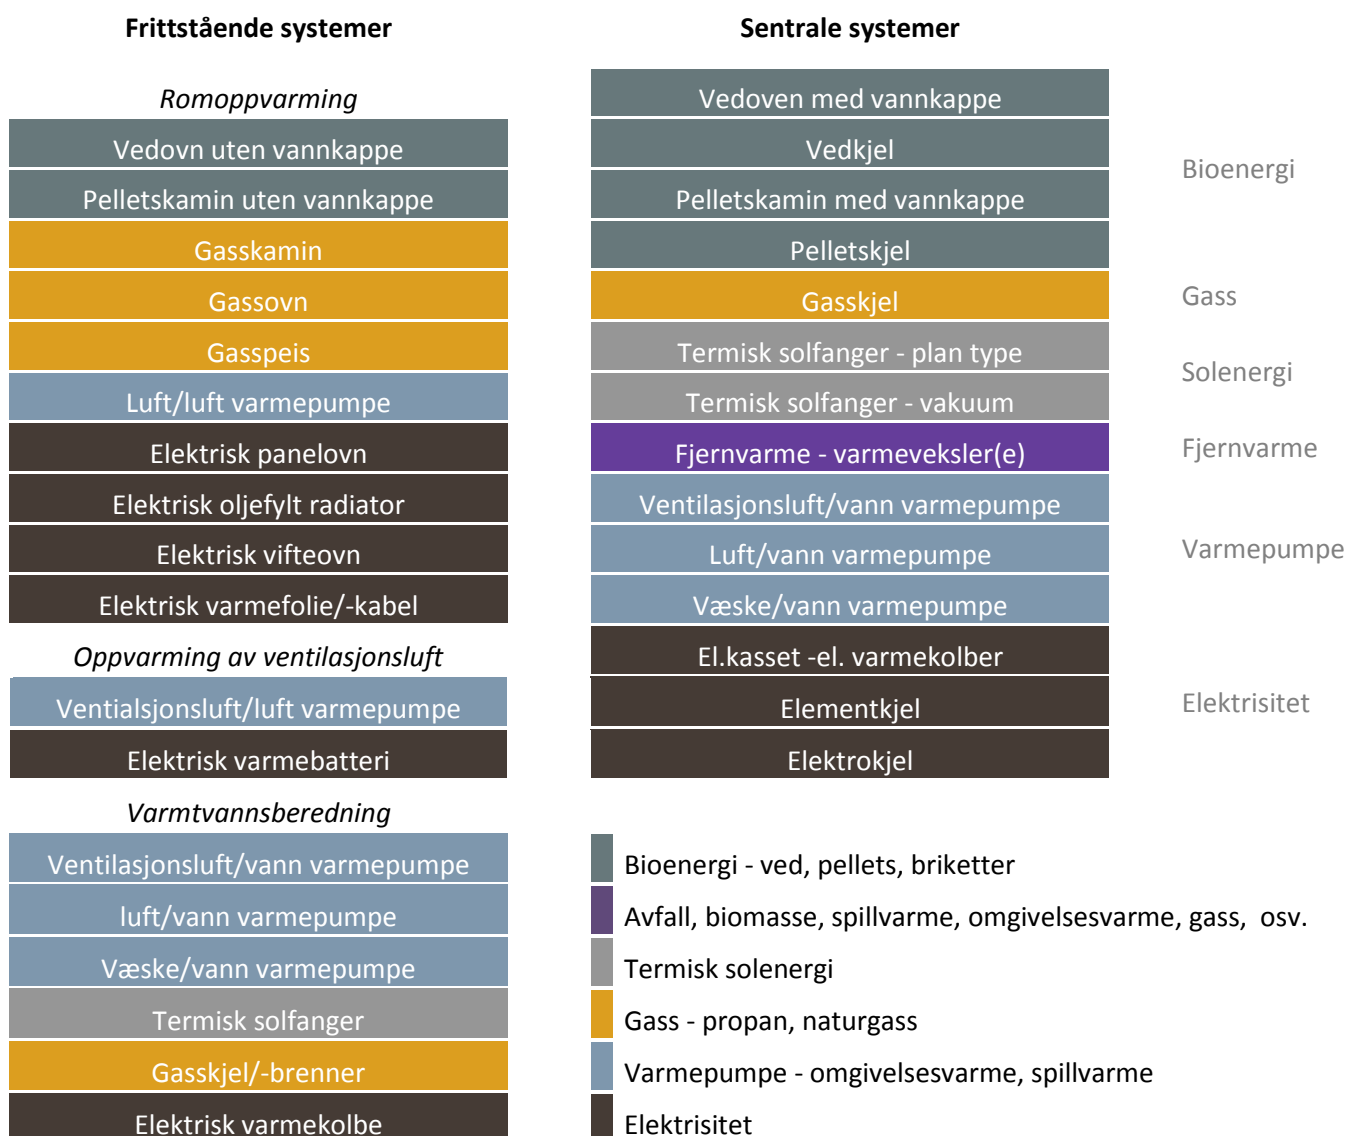 Frittstående systemer
Romoppvarming
Vedovn uten vannkappe
Pelletskamin uten vannkappe
Gasskamin
Gassovn
Gasspeis
Luft/luft varmepumpe
Elektrisk panelovn
Elektrisk oljefylt radiator
Elektrisk vifteovn
Elektrisk varmefolie/-kabel
Oppvarming av ventilasjonsluft
Ventialsjonsluft/luft varmepumpe
Elektrisk varmebatteri
Varmtvannsberedning
Ventilasjonsluft/vann varmepumpe
luft/vann varmepumpe
Væske/vann varmepumpe
Termisk solfanger
Gasskjel/-brenner
Elektrisk varmekolbe
Sentrale systemer
Vedoven med vannkappe
Vedkjel
Pelletskamin med vannkappe
Pelletskjel
Gasskjel
Termisk solfanger - plan type
Termisk solfanger - vakuum
Fjernvarme - varmeveksler(e)
Ventilasjonsluft/vann varmepumpe
Luft/vann varmepumpe
Væske/vann varmepumpe
El.kasset -el. varmekolber
Elementkjel
Elektrokjel
Bioenergi
Gass
Solenergi
Fjernvarme
Varmepumpe
Elektrisitet
Bioenergi - ved, pellets, briketter
Avfall, biomasse, spillvarme, omgivelsesvarme, gass, osv.
Termisk solenergi
Gass - propan, naturgass
Varmepumpe - omgivelsesvarme, spillvarme
Elektrisitet